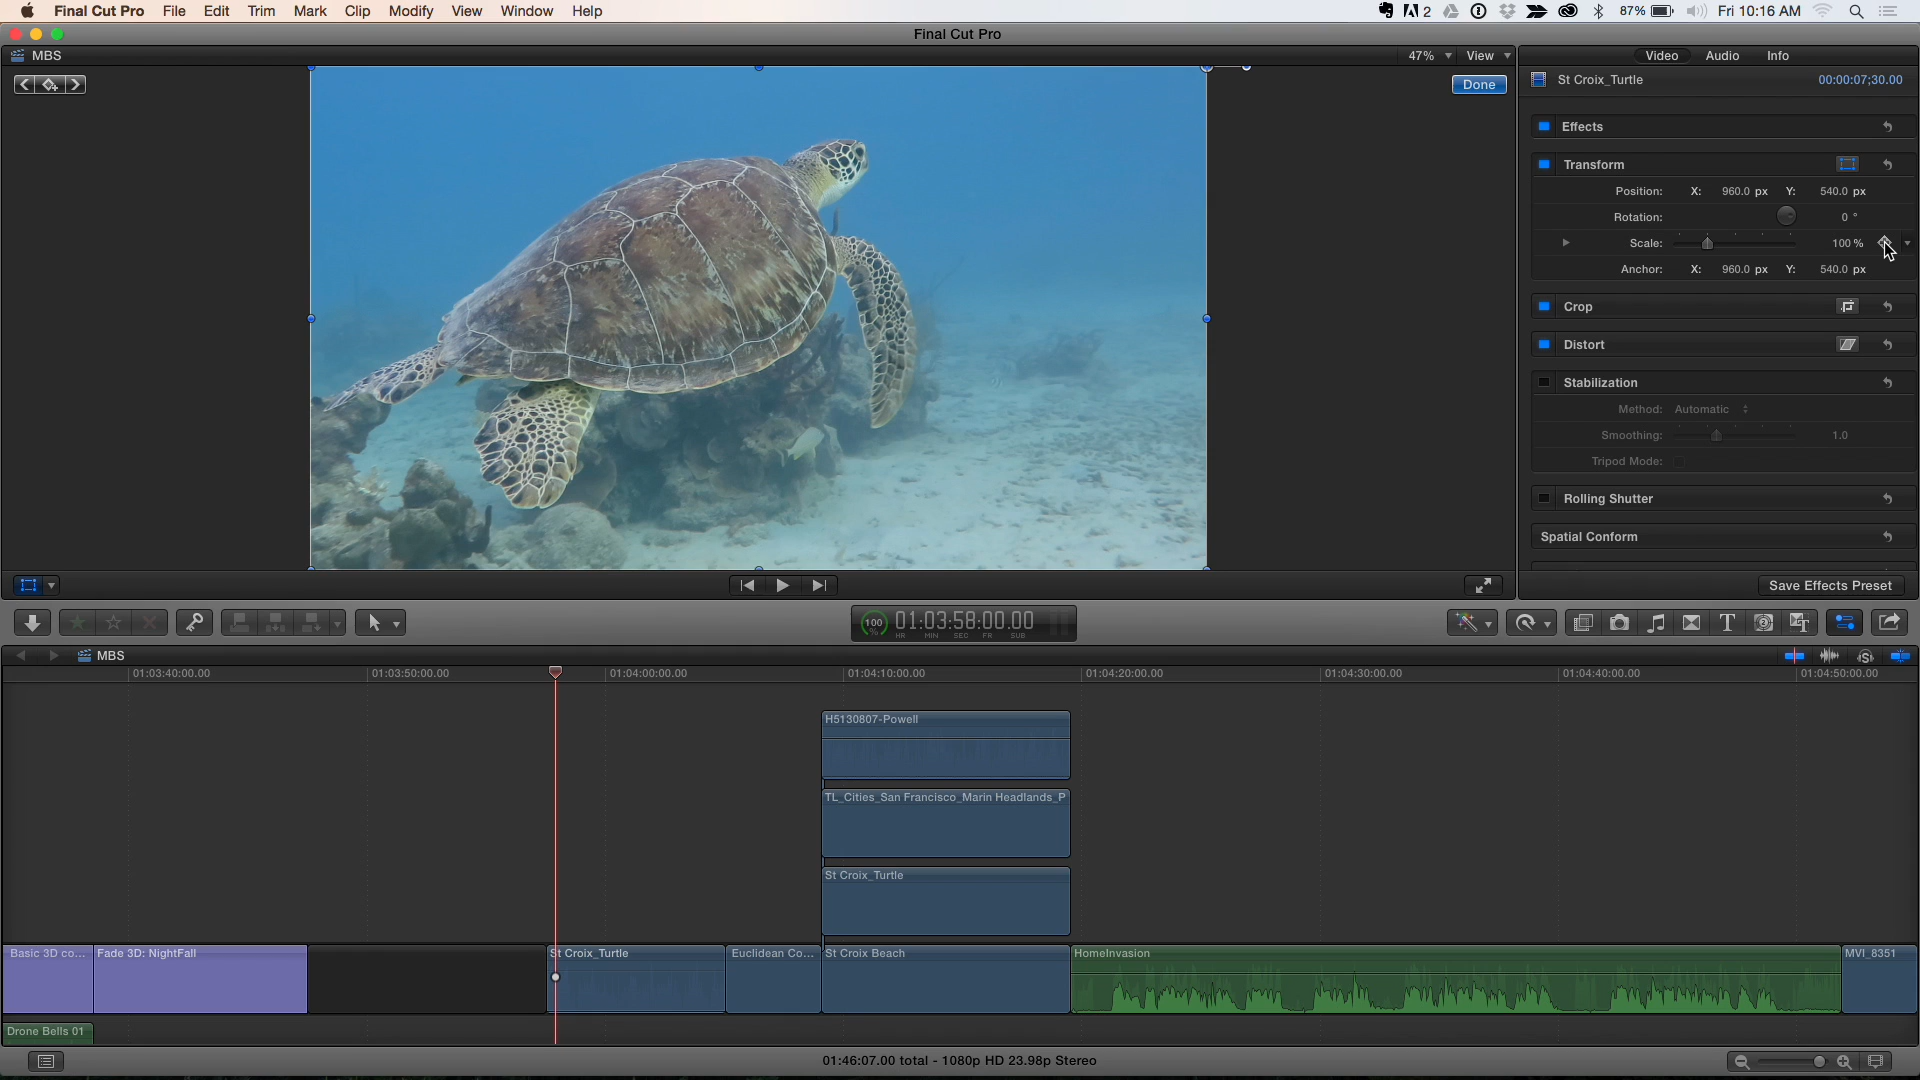 Final Cut Pro File Edit Trim Mark Clip Modify View Window Help 2 87% Fri 10:16 AM
Final Cut Pro
MBS 47% View Video Audio Info
St Croix_Turtle 00:00:07;30.00
Done
Effects
Transform
Position: X: 960.0 px Y: 540.0 px
Rotation: 0 °
Scale: 100 %
Anchor: X: 960.0 px Y: 540.0 px
Crop
Distort
Stabilization
Method: Automatic
Smoothing: 1.0
Tripod Mode:
Rolling Shutter
Spatial Conform
Save Effects Preset
100 % 01:03:58:00.00
HR MIN SEC FR SUB
MBS
01:03:40:00.00 01:03:50:00.00 01:04:00:00.00 01:04:10:00.00 01:04:20:00.00 01:04:30:00.00 01:04:40:00.00 01:04:50:00.00
H5130807-Powell
TL_Cities_San Francisco_Marin Headlands_P
St Croix_Turtle
Basic 3D co... Fade 3D: NightFall St Croix_Turtle Euclidean Co... St Croix Beach HomeInvasion MVI_8351
Drone Bells 01
01:46:07.00 total - 1080p HD 23.98p Stereo